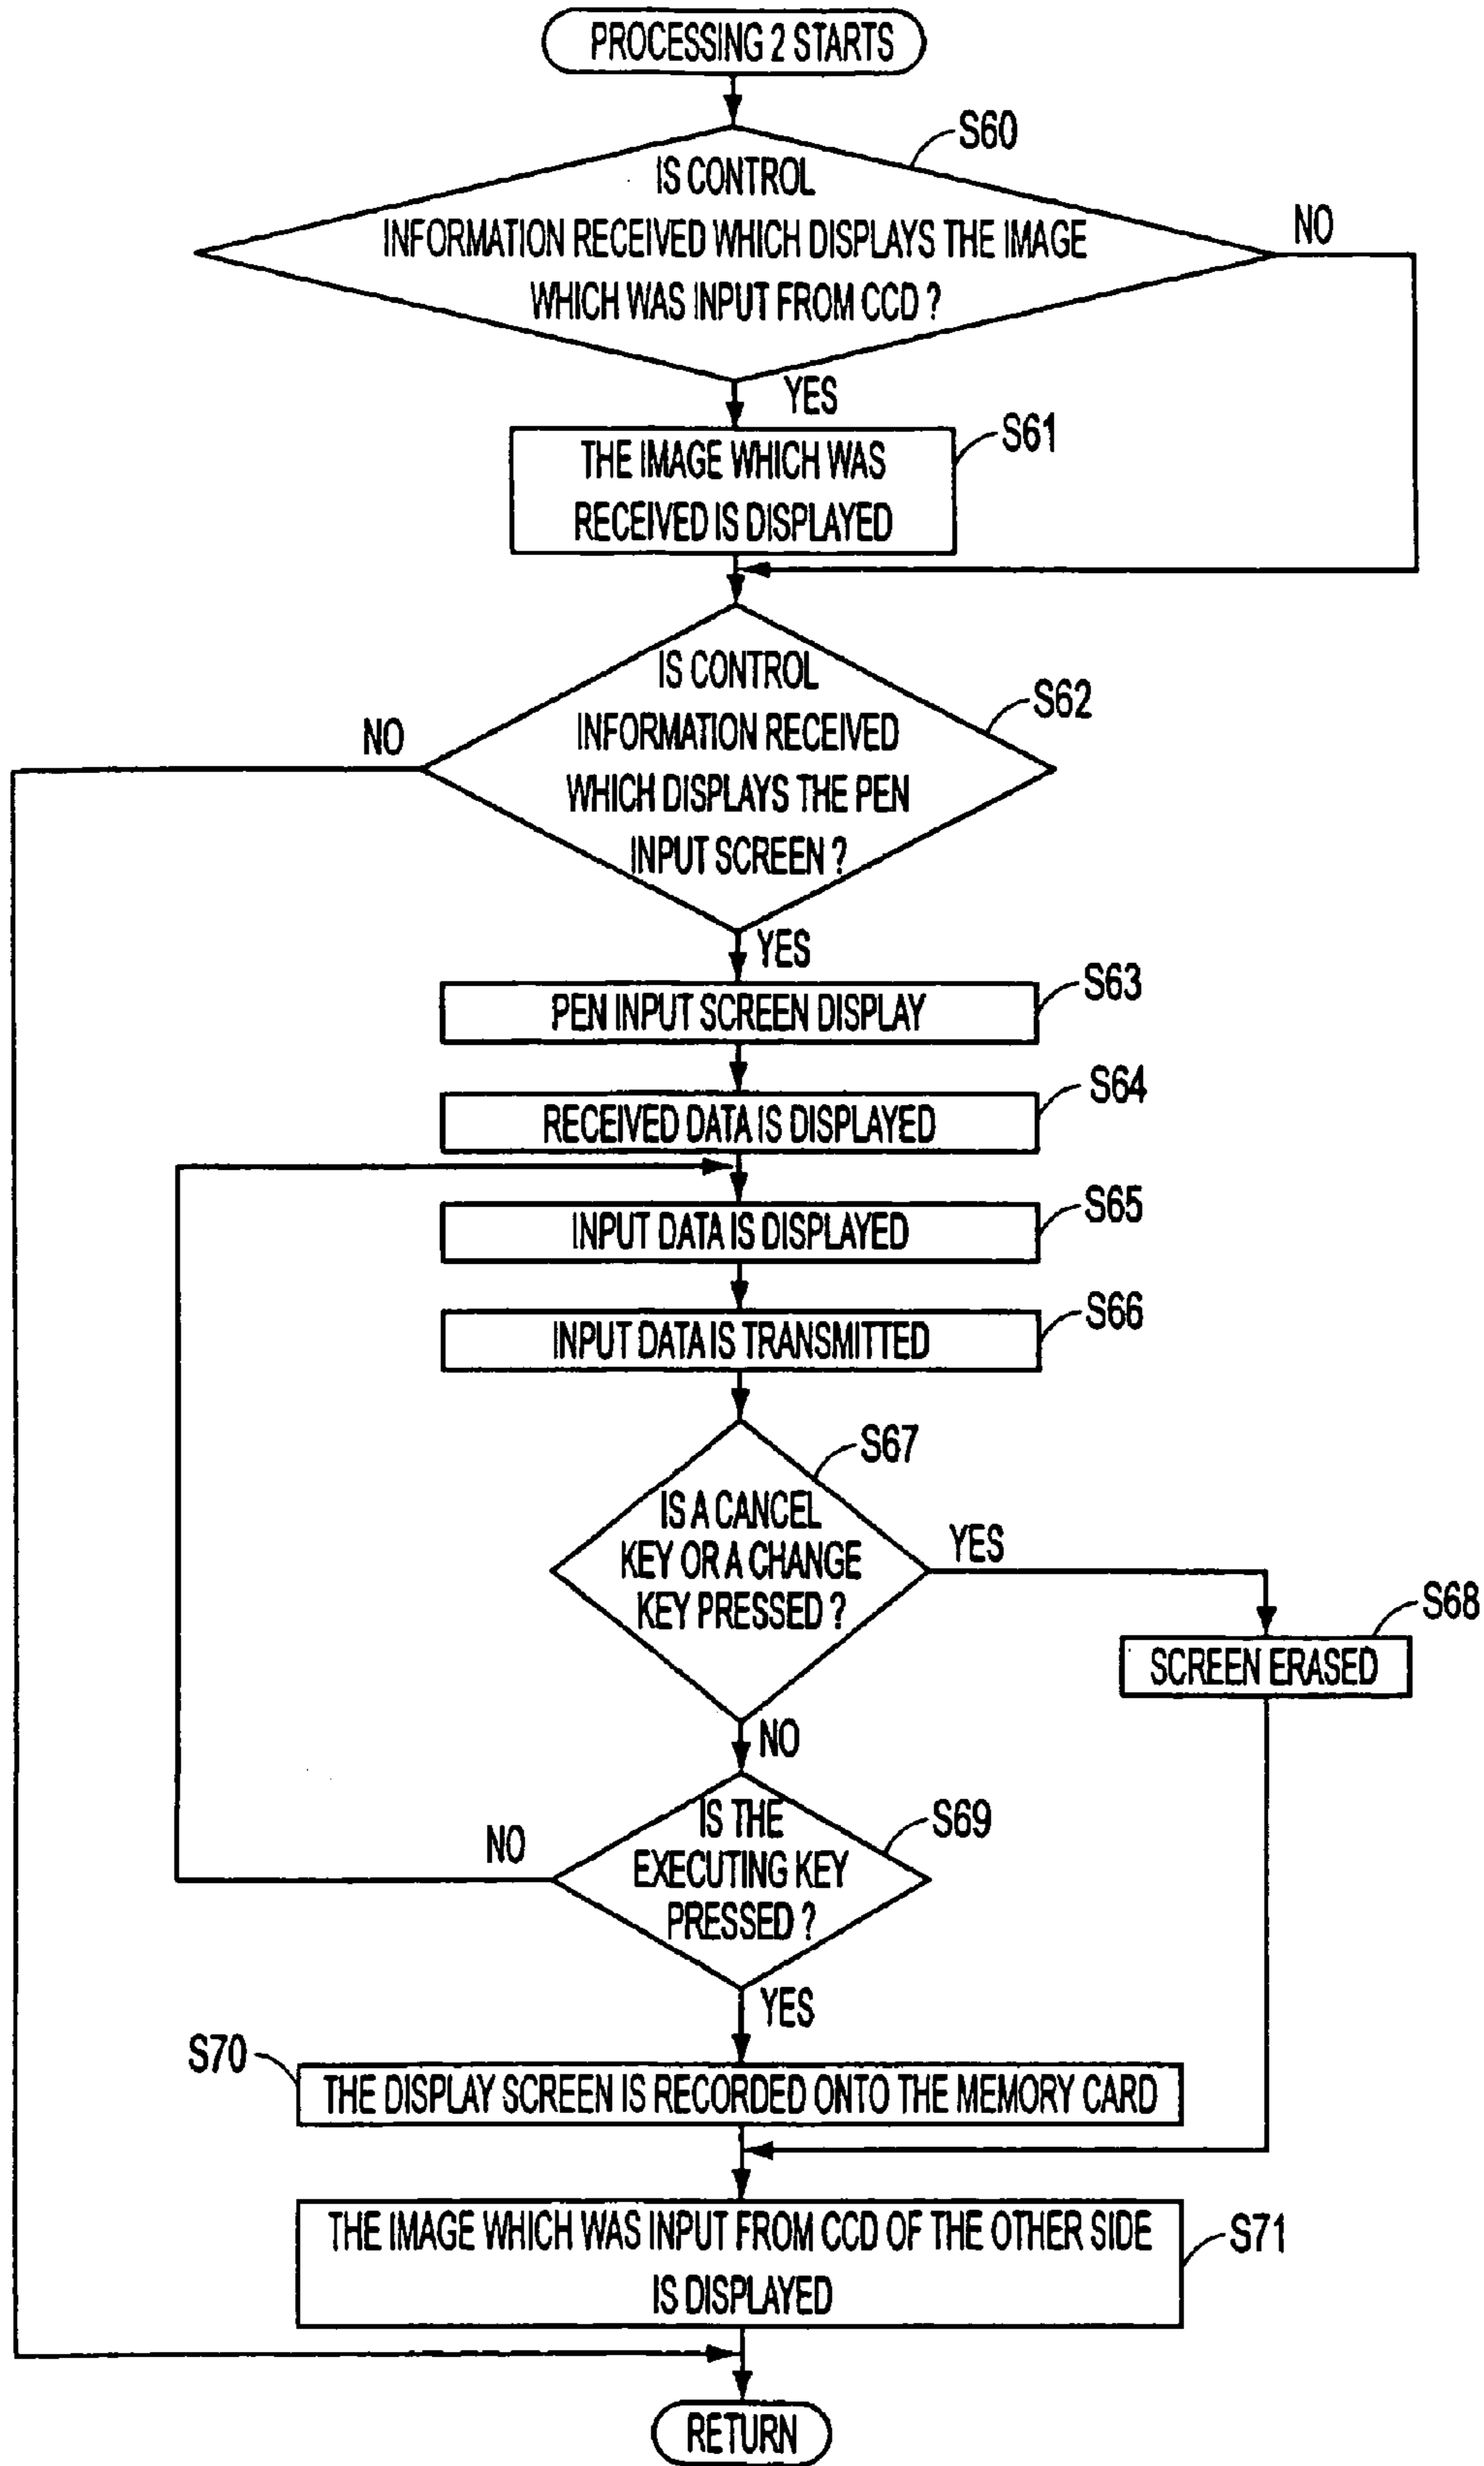 PROCESSING 2 STARTS
S60
IS CONTROL
INFORMATION RECEIVED WHICH DISPLAYS THE IMAGE
WHICH WAS INPUT FROM CCD ?
NO
YES
S61
THE IMAGE WHICH WAS
RECEIVED IS DISPLAYED
IS CONTROL
INFORMATION RECEIVED
WHICH DISPLAYS THE PEN
INPUT SCREEN ?
S62
NO
YES
S63
PEN INPUT SCREEN DISPLAY
S64
RECEIVED DATA IS DISPLAYED
S65
INPUT DATA IS DISPLAYED
S66
INPUT DATA IS TRANSMITTED
S67
IS A CANCEL
KEY OR A CHANGE
KEY PRESSED ?
YES
S68
SCREEN ERASED
NO
IS THE
EXECUTING KEY
PRESSED ?
S69
NO
YES
S70
THE DISPLAY SCREEN IS RECORDED ONTO THE MEMORY CARD
THE IMAGE WHICH WAS INPUT FROM CCD OF THE OTHER SIDE
IS DISPLAYED
S71
RETURN